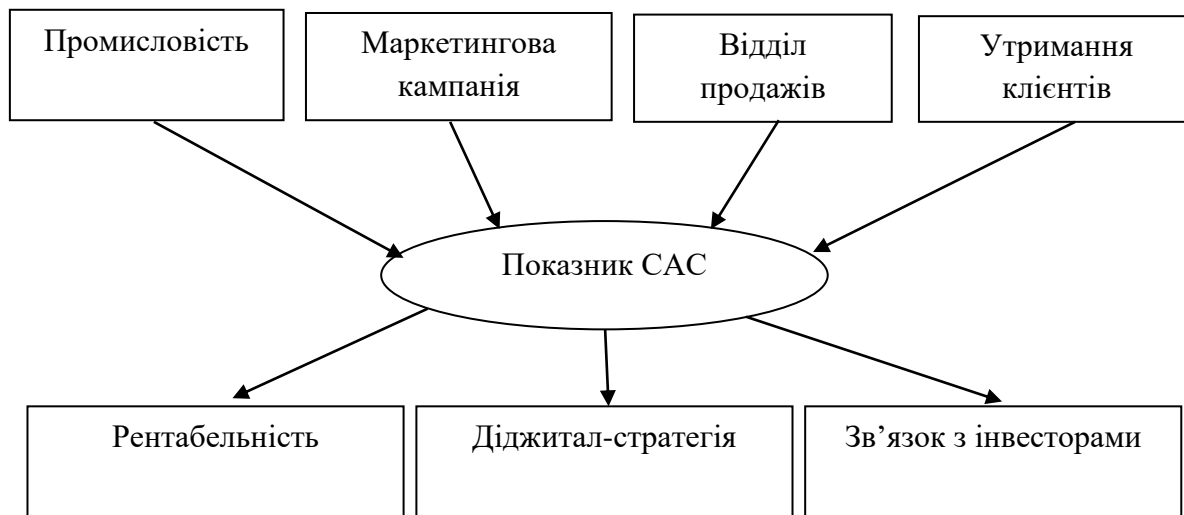 Промисловість
Маркетингова
кампанія
Відділ
продажів
Утримання
клієнтів
Показник САС
Рентабельність
Діджитал-стратегія
Зв’язок з інвесторами